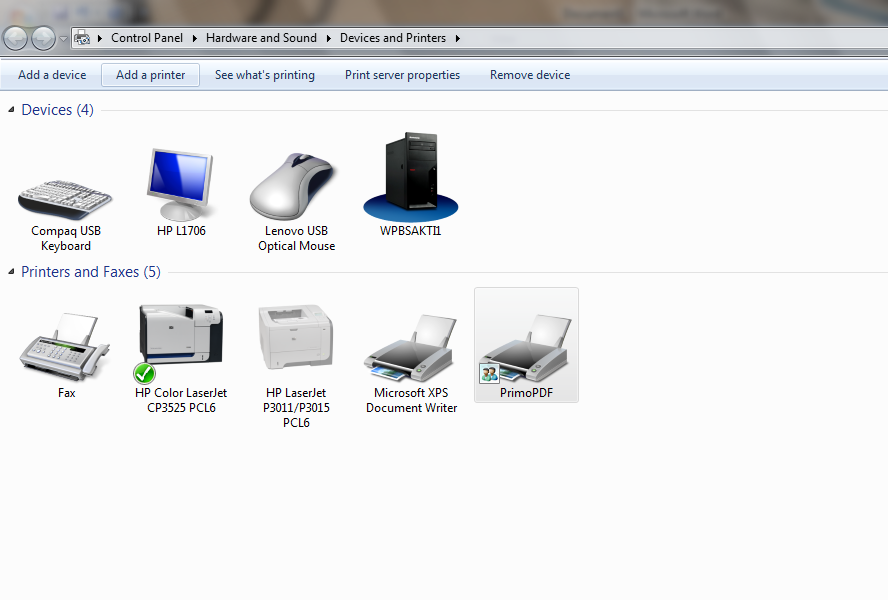 Control Panel Hardware and Sound Devices and Printers
Add a device Add a printer See what's printing Print server properties Remove device
Devices (4)
Compaq USB
Keyboard
HP L1706
Lenovo USB
Optical Mouse
WPBSAKTI1
Printers and Faxes (5)
Fax
HP Color LaserJet
CP3525 PCL6
HP LaserJet
P3011/P3015
PCL6
Microsoft XPS
Document Writer
PrimoPDF